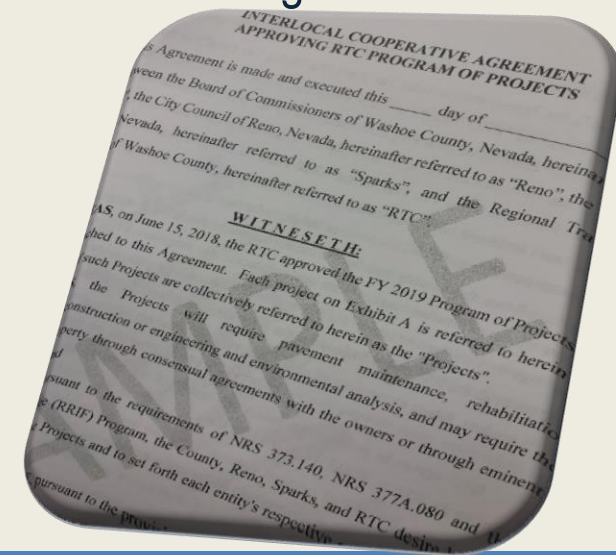 INTERLOCAL COOPERATIVE AGREEMENT
APPROVING RTC PROGRAM OF PROJECTS
s Agreement is made and executed this ______ day of
ween the Board of Commissioners of Washoe County, Nevada, hereina
, the City Council of Reno, Nevada, hereinafter referred to as "Reno", the
Nevada, hereinafter referred to as "Sparks", and the Regional Tra
of Washoe County, hereinafter referred to as "RTC"
WITNESETH:
AS, on June 15, 2018, the RTC approved the FY 2019 Program of Projects
hed to this Agreement. Each project on Exhibit A is referred to herein
such Projects are collectively referred to herein as the "Projects".
the Projects will require pavement maintenance, rehabilitatio
onstruction or engineering and environmental analysis, and may require the
perty through consensual agreements with the owners or through eminent
d
rsuant to the requirements of NRS 373.140, NRS 377A.080 and th
e (RRIF) Program, the County, Reno, Sparks, and RTC desire
Projects and to set forth each entity's respective
pursuant to the provi
AMPLE